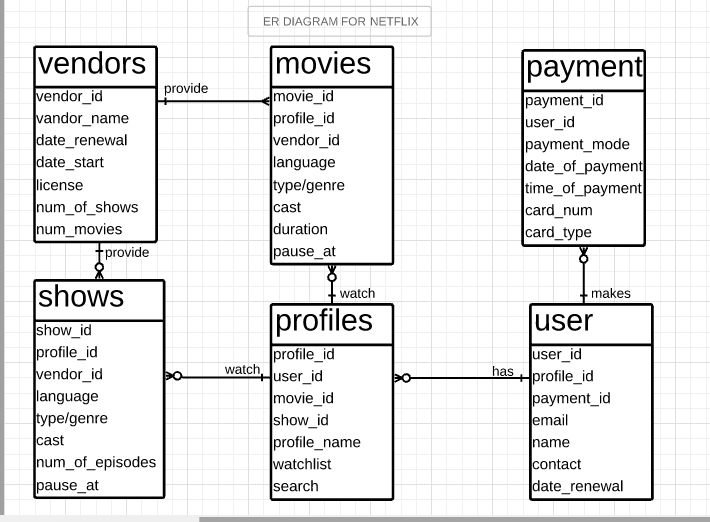 ER DIAGRAM FOR NETFLIX
vendors
vendor_id
vandor_name
date_renewal
date_start
license
num_of_shows
num_movies
provide
movies
movie_id
profile_id
vendor_id
language
type/genre
cast
duration
pause_at
payment
payment_id
user_id
payment_mode
date_of_payment
time_of_payment
card_num
card_type
provide
watch
makes
shows
show_id
profile_id
vendor_id
language
type/genre
cast
num_of_episodes
pause_at
watch
profiles
profile_id
user_id
movie_id
show_id
profile_name
watchlist
search
has
user
user_id
profile_id
payment_id
email
name
contact
date_renewal